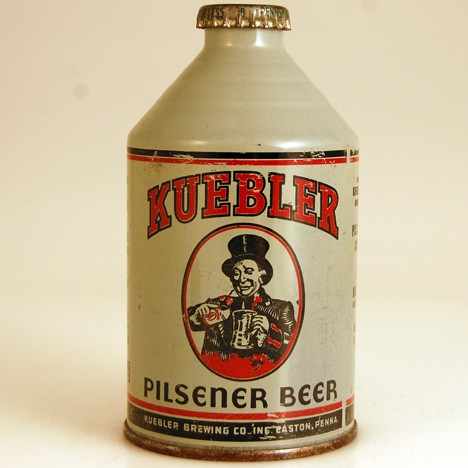 KUEBLER
PILSENER BEER
KUEBLER BREWING CO., INC. EASTON, PENNA.